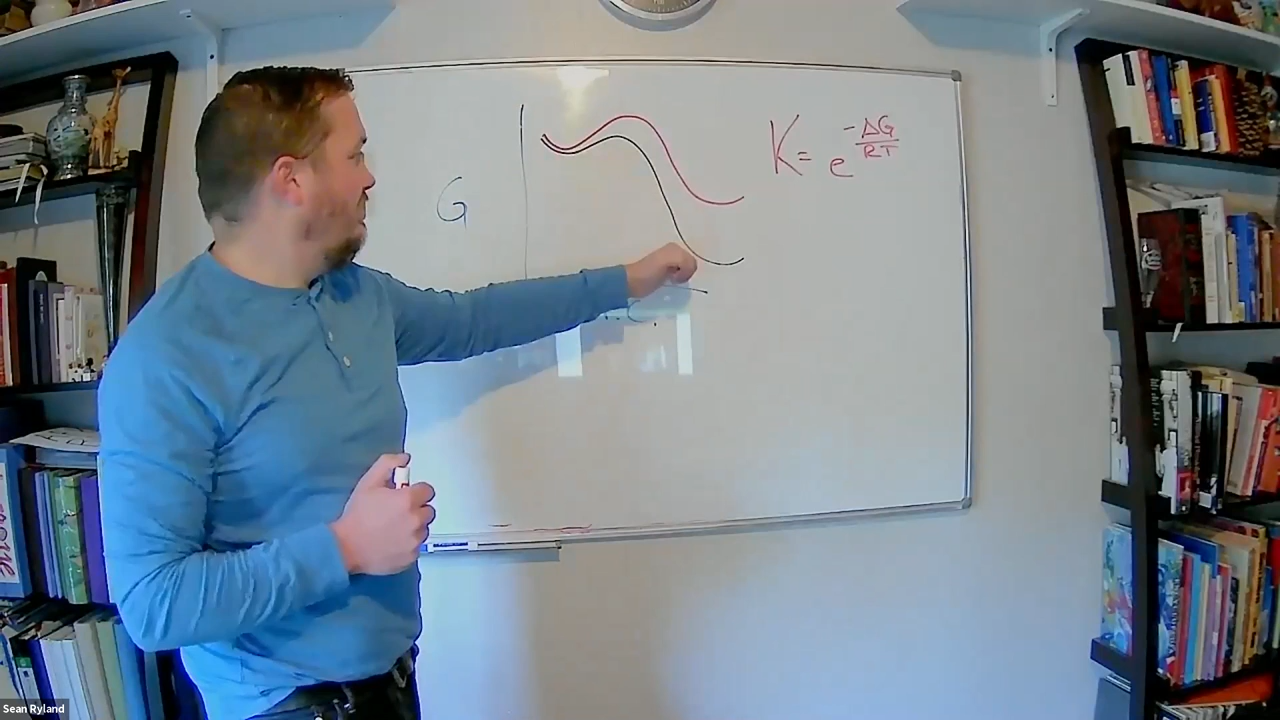 G
K = e^{-ΔG/RT}
Sean Ryland